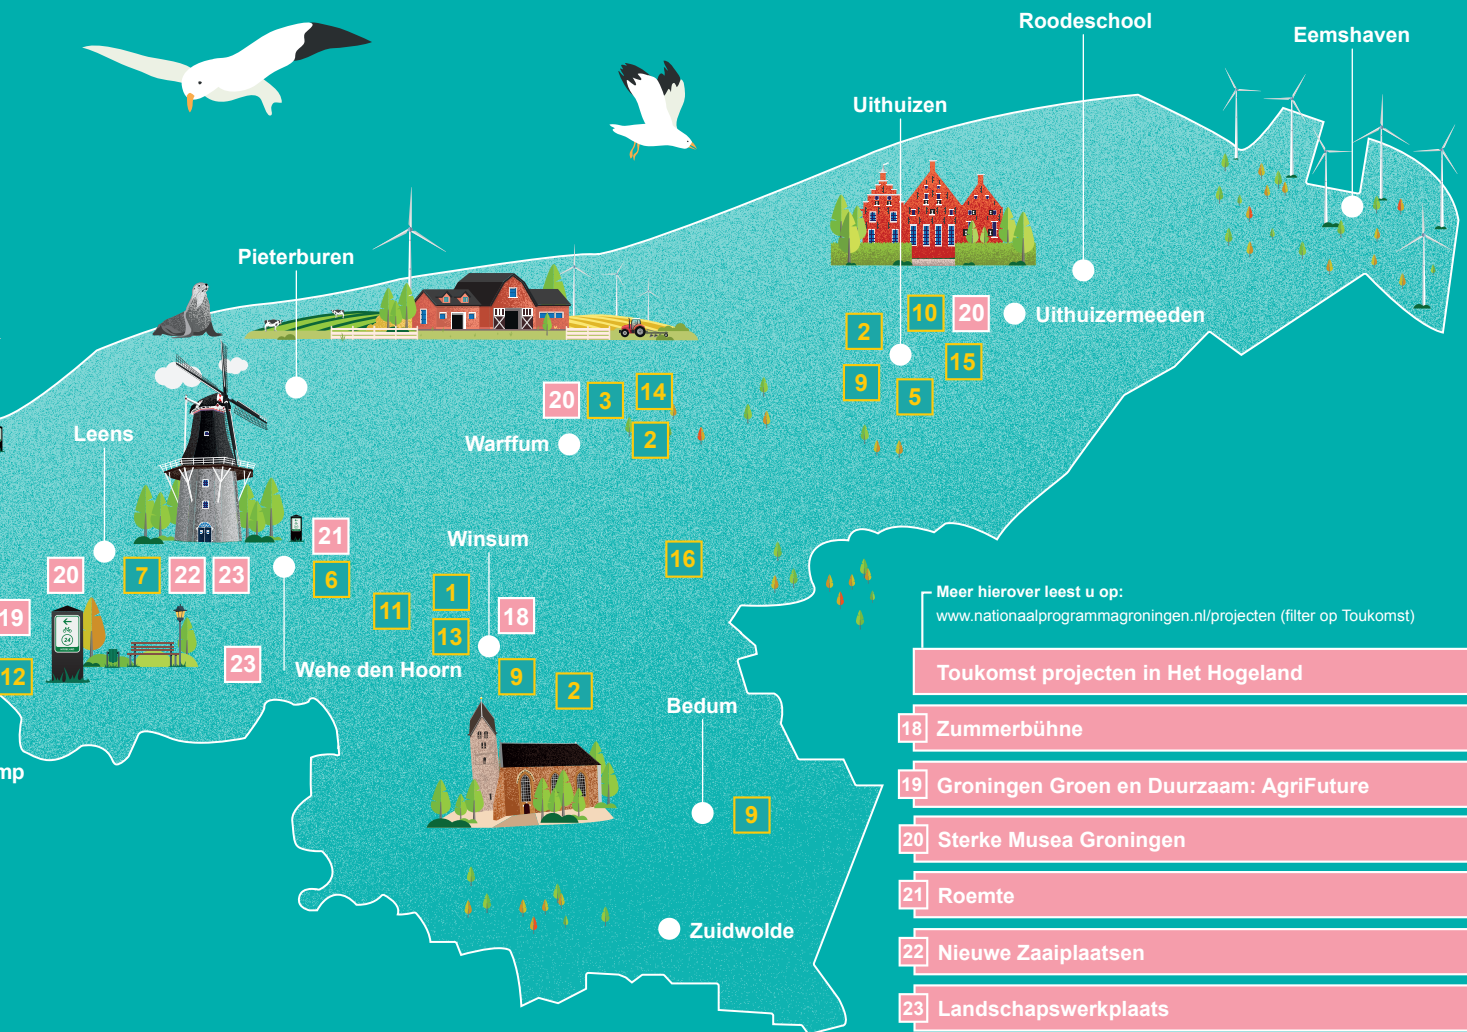 Roodeschool
Eemshaven
Uithuizen
Pieterburen
10
20
Uithuizermeeden
2
15
9
5
20
3
14
Leens
Warffum
2
21
Winsum
20
7
22
23
6
16
1
11
19
18
13
23
Wehe den Hoorn
12
9
2
Bedum
mp
9
Zuidwolde
24
Meer hierover leest u op:
www.nationaalprogrammagroningen.nl/projecten (filter op Toukomst)
Toukomst projecten in Het Hogeland
18 Zummerbühne
19 Groningen Groen en Duurzaam: AgriFuture
20 Sterke Musea Groningen
21 Roemte
22 Nieuwe Zaaiplaatsen
23 Landschapswerkplaats